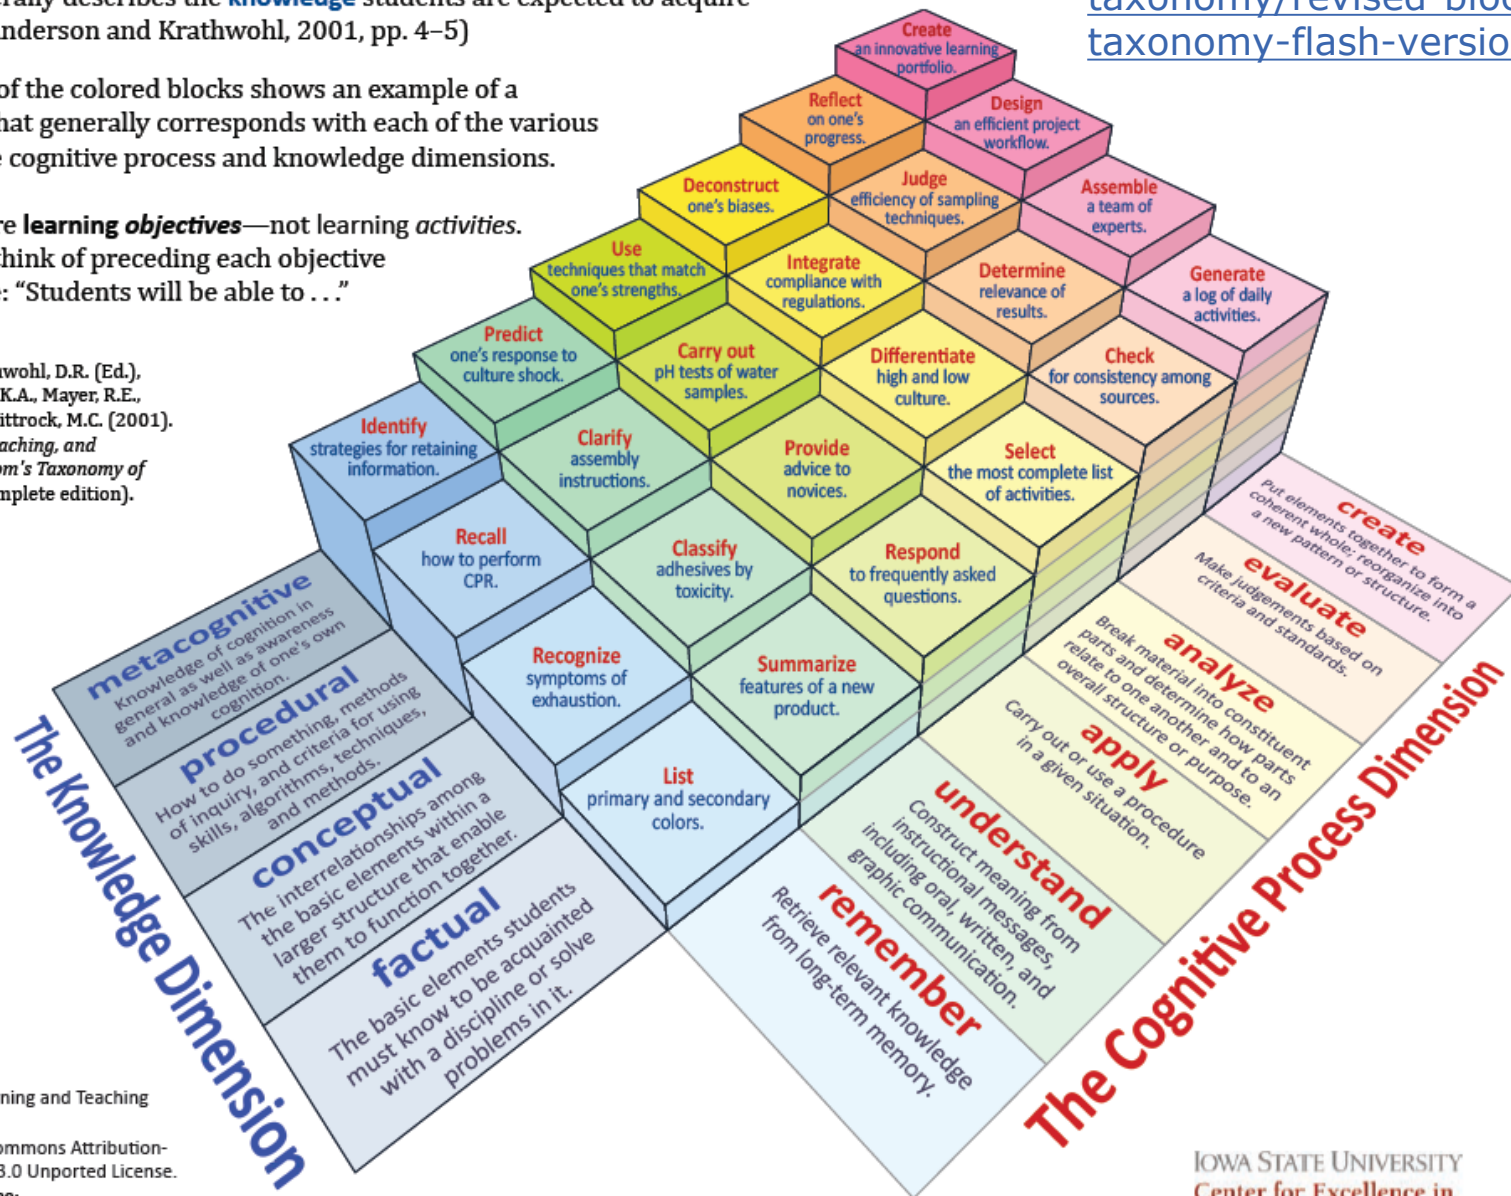 erally describes the knowledge students are expected to acquire
nderson and Krathwohl, 2001, pp. 4–5)
of the colored blocks shows an example of a
hat generally corresponds with each of the various
e cognitive process and knowledge dimensions.
re learning objectives—not learning activities.
think of preceding each objective
e: “Students will be able to . . .”
wohl, D.R. (Ed.),
K.A., Mayer, R.E.,
ittrock, M.C. (2001).
aching, and
om's Taxonomy of
mplete edition).
taxonomy/revised-bloo
taxonomy-flash-versio
Create
an innovative learning
portfolio.
Reflect
on one's
progress.
Design
an efficient project
workflow.
Deconstruct
one's biases.
Judge
efficiency of sampling
techniques.
Assemble
a team of
experts.
Use
techniques that match
one's strengths.
Integrate
compliance with
regulations.
Determine
relevance of
results.
Generate
a log of daily
activities.
Predict
one's response to
culture shock.
Carry out
pH tests of water
samples.
Differentiate
high and low
culture.
Check
for consistency among
sources.
Identify
strategies for retaining
information.
Clarify
assembly
instructions.
Provide
advice to
novices.
Select
the most complete list
of activities.
Recall
how to perform
CPR.
Classify
adhesives by
toxicity.
Respond
to frequently asked
questions.
Recognize
symptoms of
exhaustion.
Summarize
features of a new
product.
List
primary and secondary
colors.
The Knowledge Dimension
metacognitive
Knowledge of cognition in
general as well as awareness
and knowledge of one's own
cognition.
procedural
How to do something, methods
of inquiry, and criteria for using
skills, algorithms, techniques,
and methods.
conceptual
The interrelationships among
the basic elements within a
larger structure that enable
them to function together.
factual
The basic elements students
must know to be acquainted
with a discipline or solve
problems in it.
The Cognitive Process Dimension
create
Put elements together to form a
coherent whole; reorganize into
a new pattern or structure.
evaluate
Make judgements based on
criteria and standards.
analyze
Break material into constituent
parts and determine how parts
relate to one another and to an
overall structure or purpose.
apply
Carry out or use a procedure
in a given situation.
understand
Construct meaning from
instructional messages,
including oral, written, and
graphic communication.
remember
Retrieve relevant knowledge
from long-term memory.
ning and Teaching
ommons Attribution-
3.0 Unported License.
IOWA STATE UNIVERSITY
Center for Excellence in